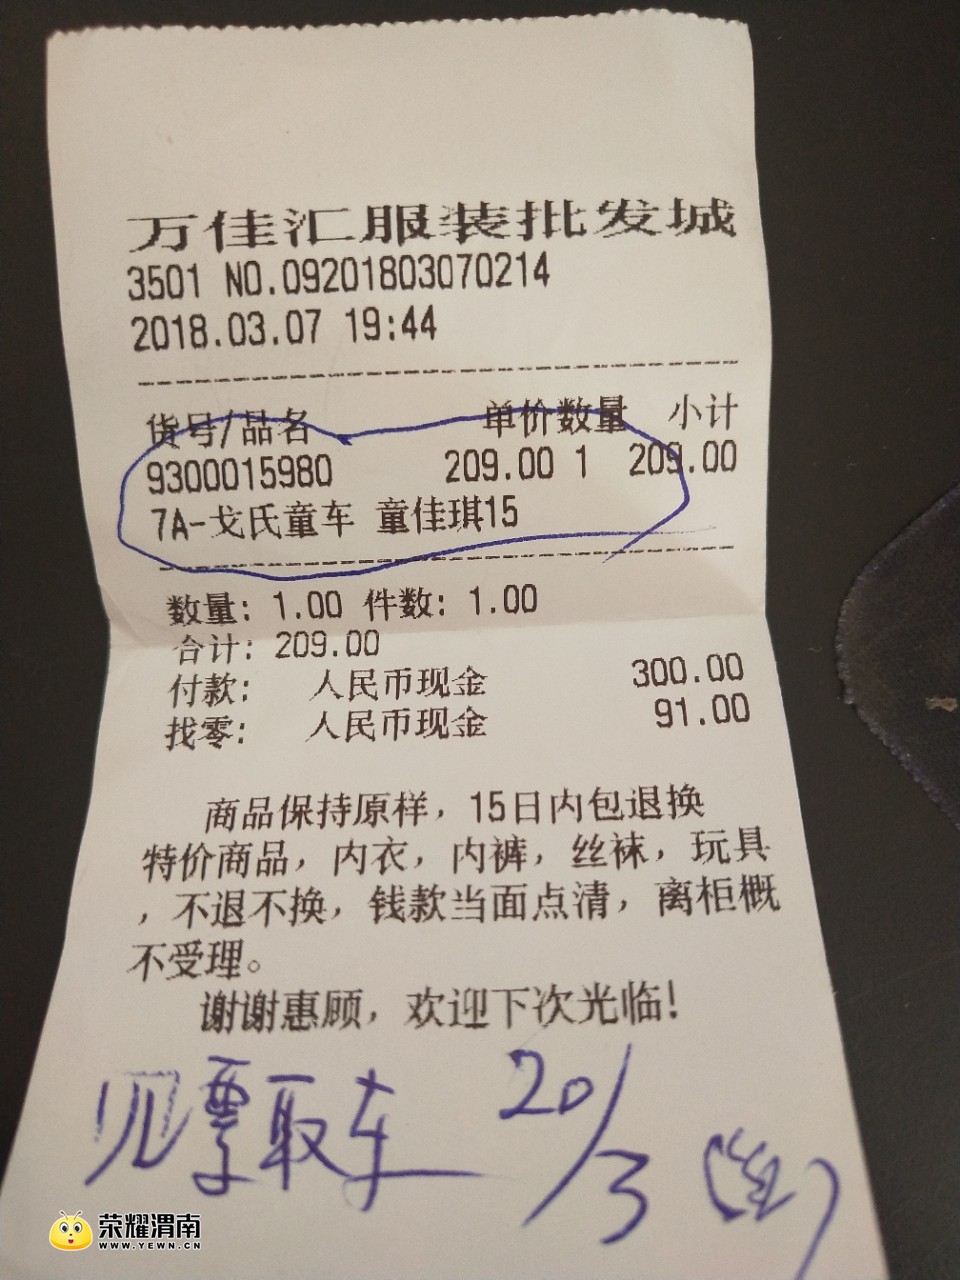 万佳汇服装批发城
3501 NO.09201803070214
2018.03.07 19:44
货号/品名 单价数量 小计
9300015980 209.00 1 209.00
7A-戈氏童车 童佳琪15
数量: 1.00 件数: 1.00
合计: 209.00
付款: 人民币现金 300.00
找零: 人民币现金 91.00
商品保持原样，15日内包退换
特价商品，内衣，内裤，丝袜，玩具
，不退不换，钱款当面点清，离柜概
不受理。
谢谢惠顾，欢迎下次光临！
见票取车 20/3
荣耀渭南
WWW.YEWN.CN